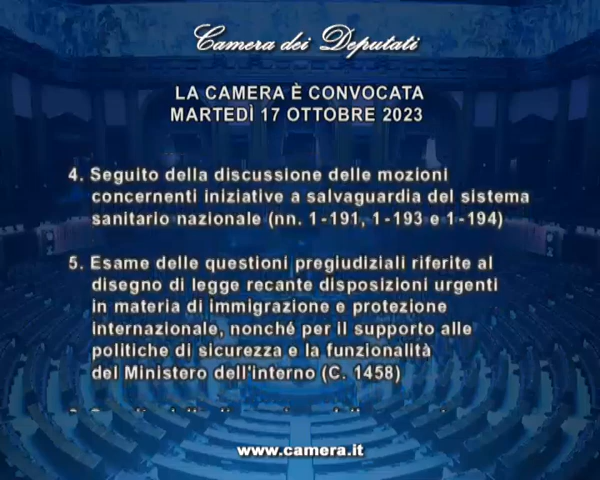 Camera dei Deputati
LA CAMERA È CONVOCATA
MARTEDÌ 17 OTTOBRE 2023
4. Seguito della discussione delle mozioni
concernenti iniziative a salvaguardia del sistema
sanitario nazionale (nn. 1-191, 1-193 e 1-194)
5. Esame delle questioni pregiudiziali riferite al
disegno di legge recante disposizioni urgenti
in materia di immigrazione e protezione
internazionale, nonché per il supporto alle
politiche di sicurezza e la funzionalità
del Ministero dell'interno (C. 1458)
www.camera.it